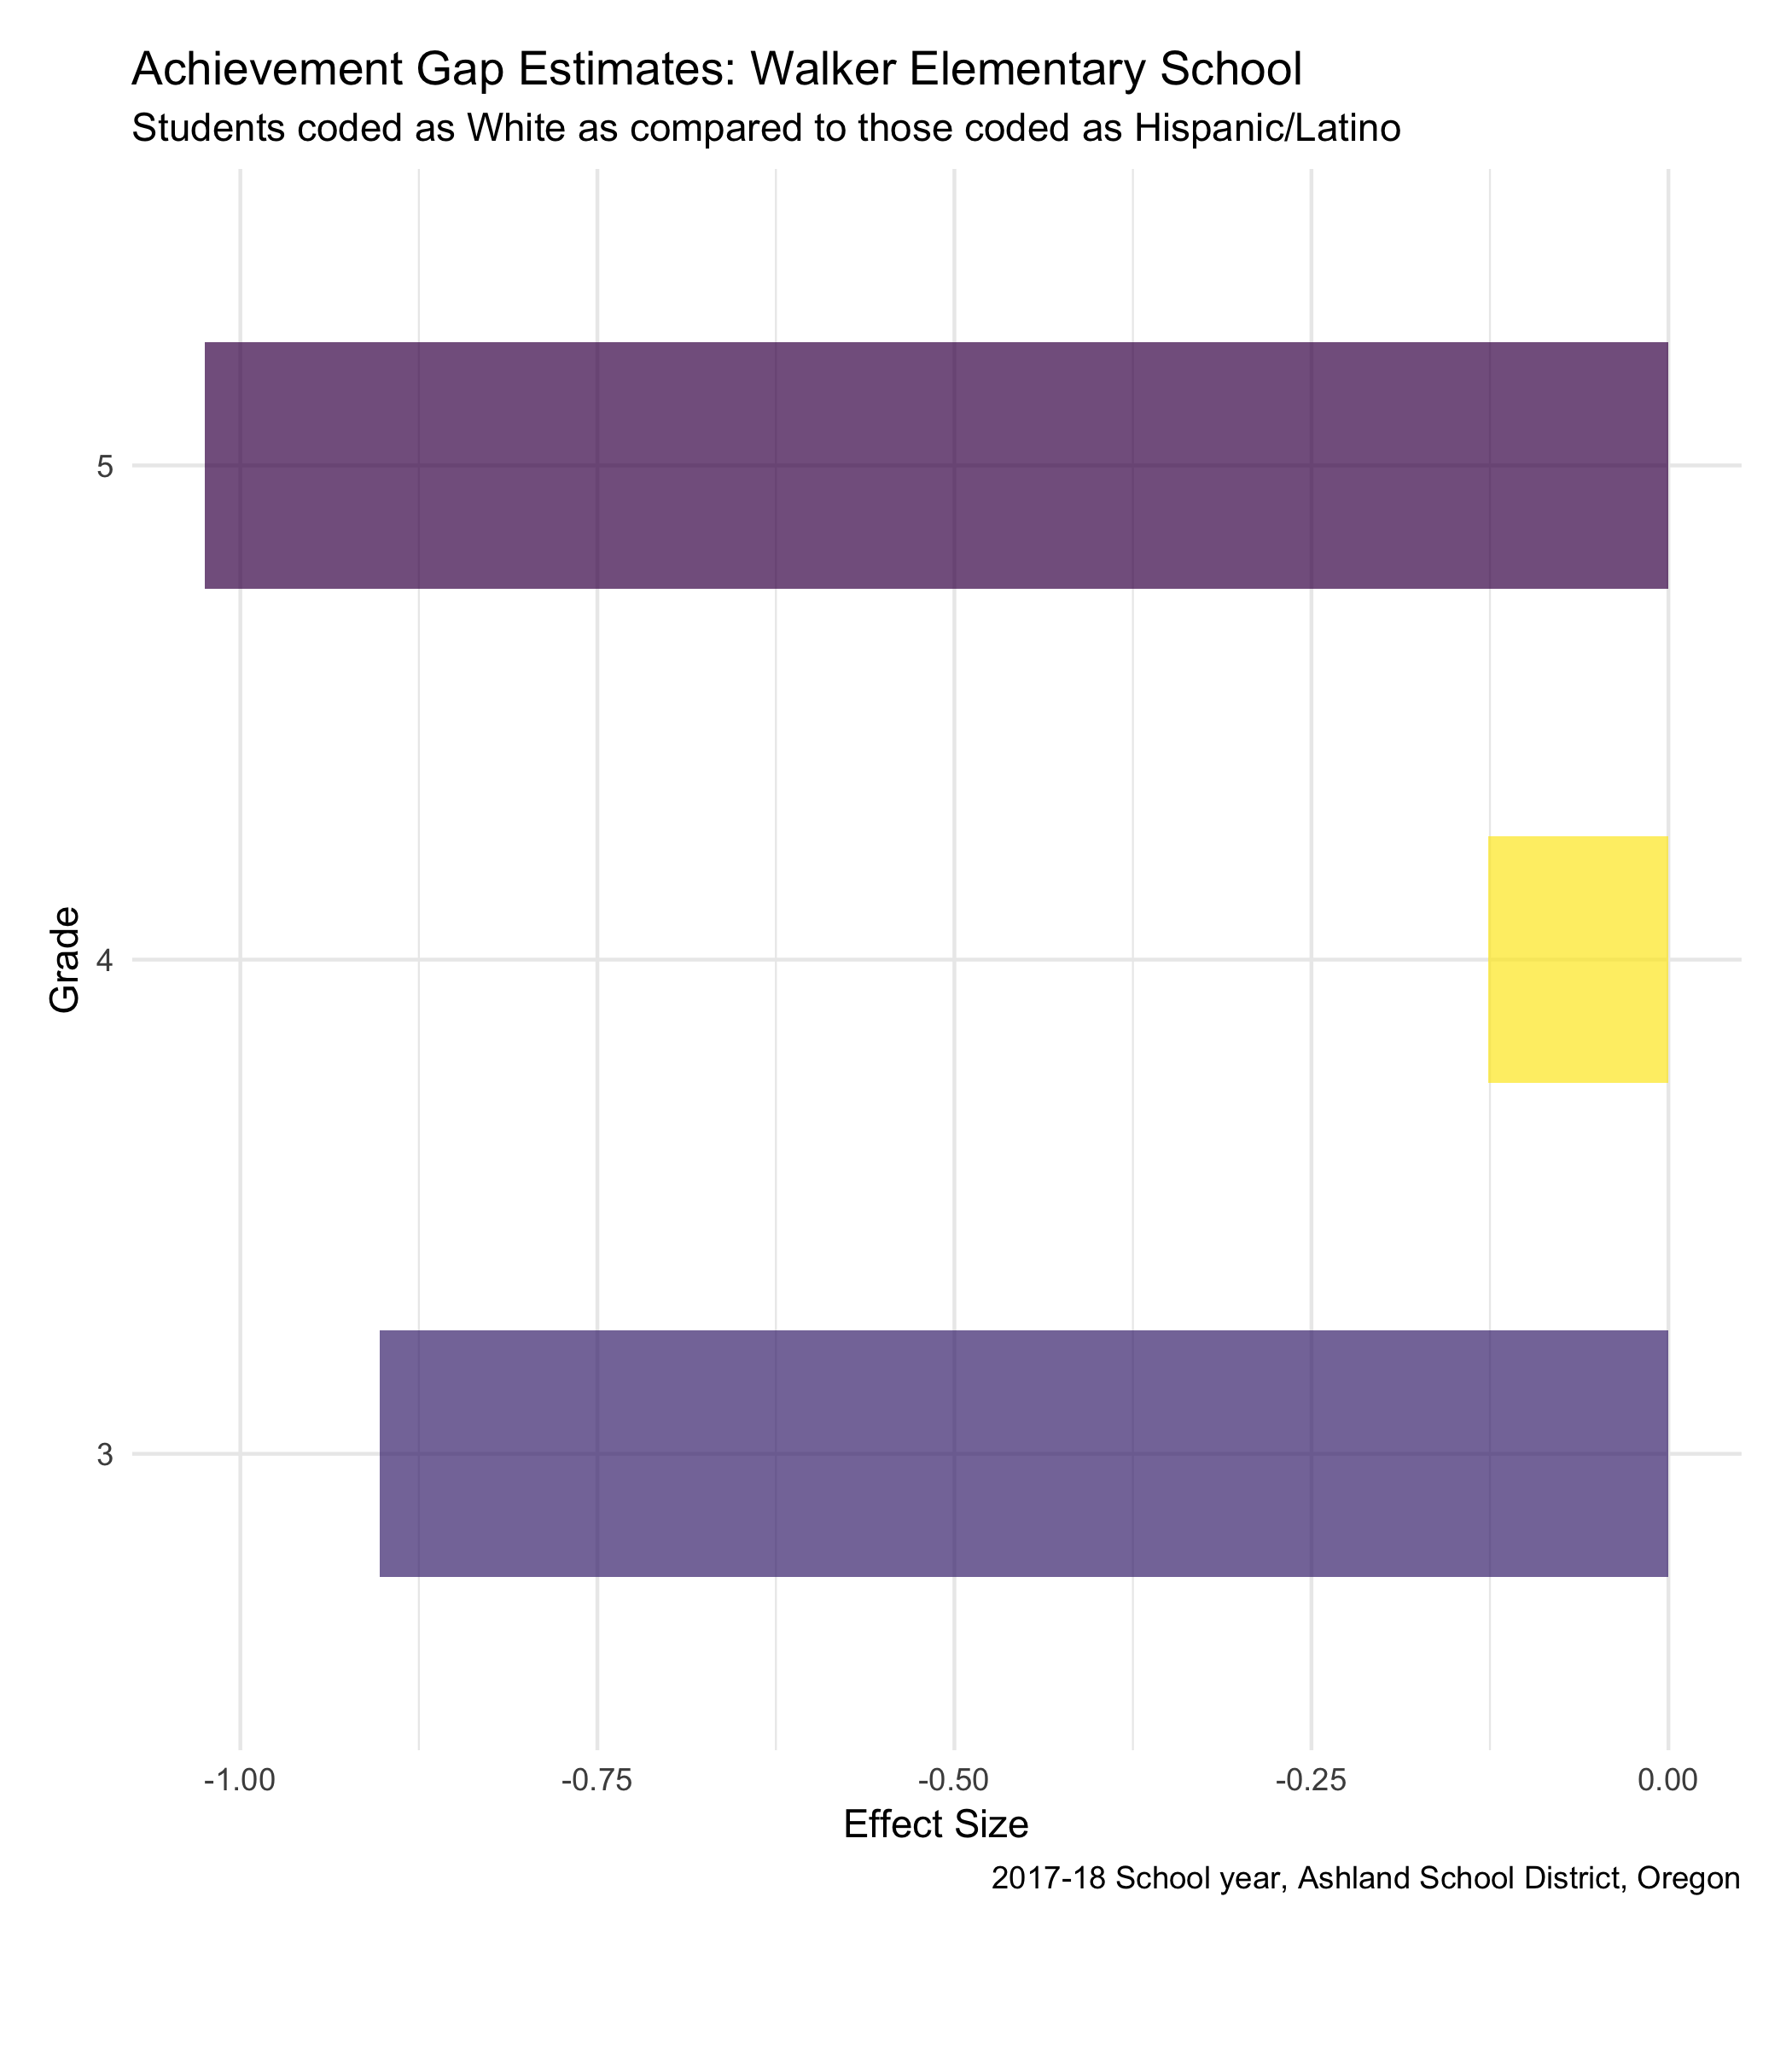 Achievement Gap Estimates: Walker Elementary School
Students coded as White as compared to those coded as Hispanic/Latino
5
4
3
Grade
-1.00 -0.75 -0.50 -0.25 0.00
Effect Size
2017-18 School year, Ashland School District, Oregon